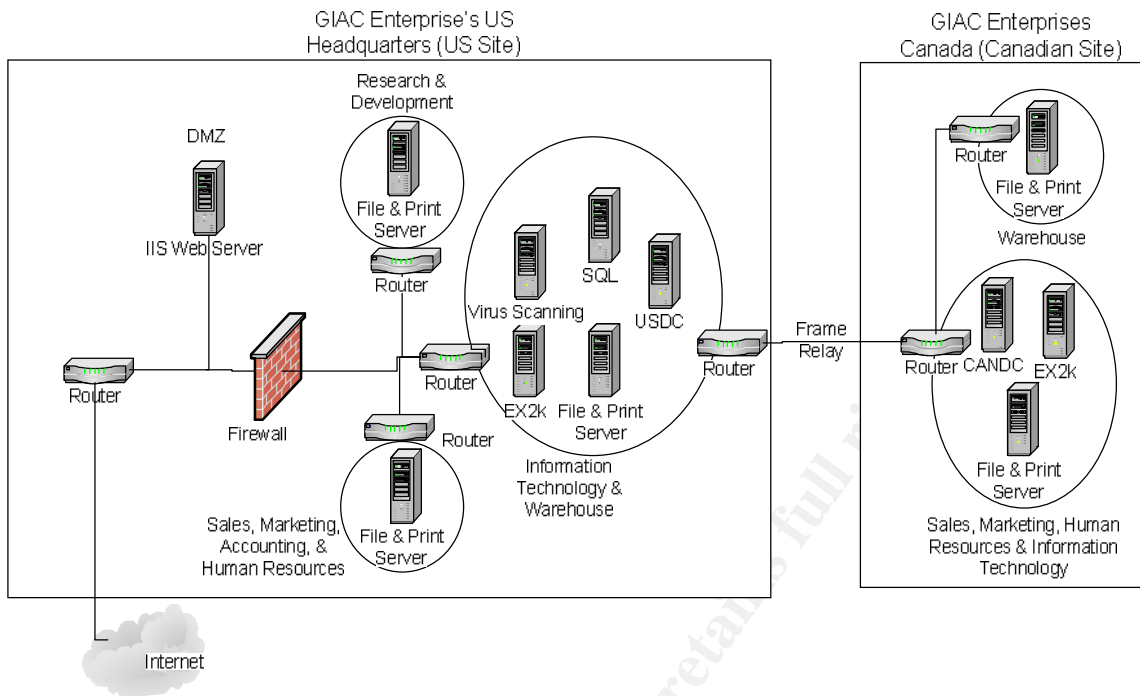 GIAC Enterprise's US
Headquarters (US Site)
GIAC Enterprises
Canada (Canadian Site)
Research &
Development
DMZ
File & Print
Server
IIS Web Server
Router
SQL
Virus Scanning
USDC
Router
Firewall
Router
EX2k
File & Print
Server
Router
Router
Information
Technology &
Warehouse
Sales, Marketing,
Accounting, &
Human Resources
File & Print
Server
Internet
Frame
Relay
Router
File & Print
Server
Warehouse
Router
CANDC
EX2k
File & Print
Server
Sales, Marketing, Human
Resources & Information
Technology
retains full ri